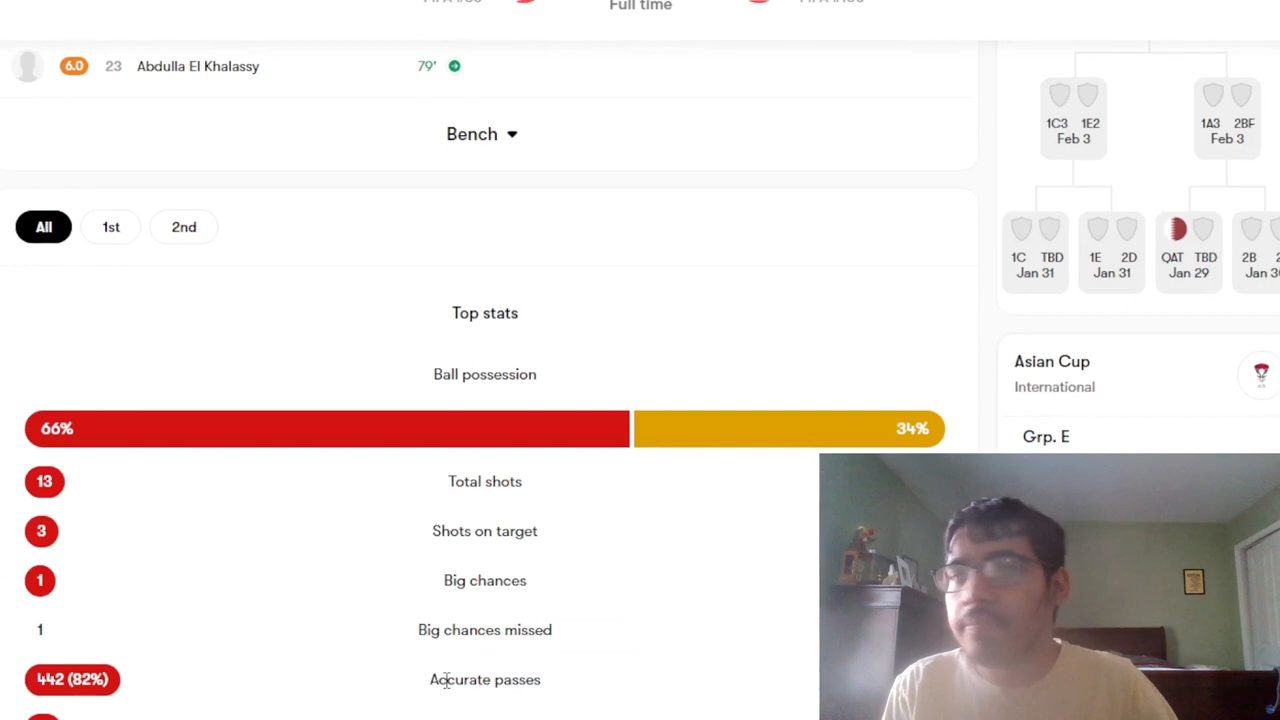 Full time
6.0 23 Abdulla El Khalassy 79'
Bench
All 1st 2nd
Top stats
Ball possession
66% 34%
13 Total shots
3 Shots on target
1 Big chances
1 Big chances missed
442 (82%) Accurate passes
1C3 1E2
Feb 3
1A3 2BF
Feb 3
1C TBD
Jan 31
1E 2D
Jan 31
QAT TBD
Jan 29
2B
Asian Cup
International
Grp. E